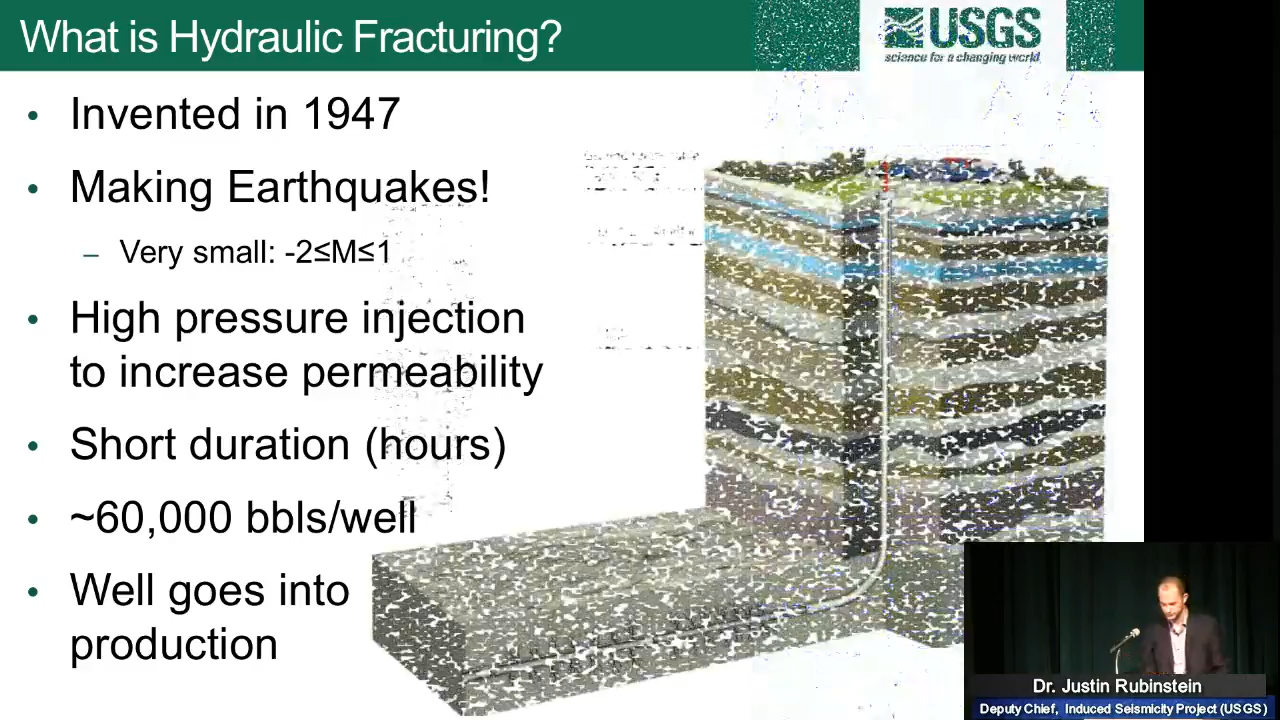 What is Hydraulic Fracturing?
USGS
science for a changing world
• Invented in 1947
• Making Earthquakes!
– Very small: -2≤M≤1
• High pressure injection
to increase permeability
• Short duration (hours)
• ~60,000 bbls/well
• Well goes into
production
Dr. Justin Rubinstein
Deputy Chief, Induced Seismicity Project (USGS)